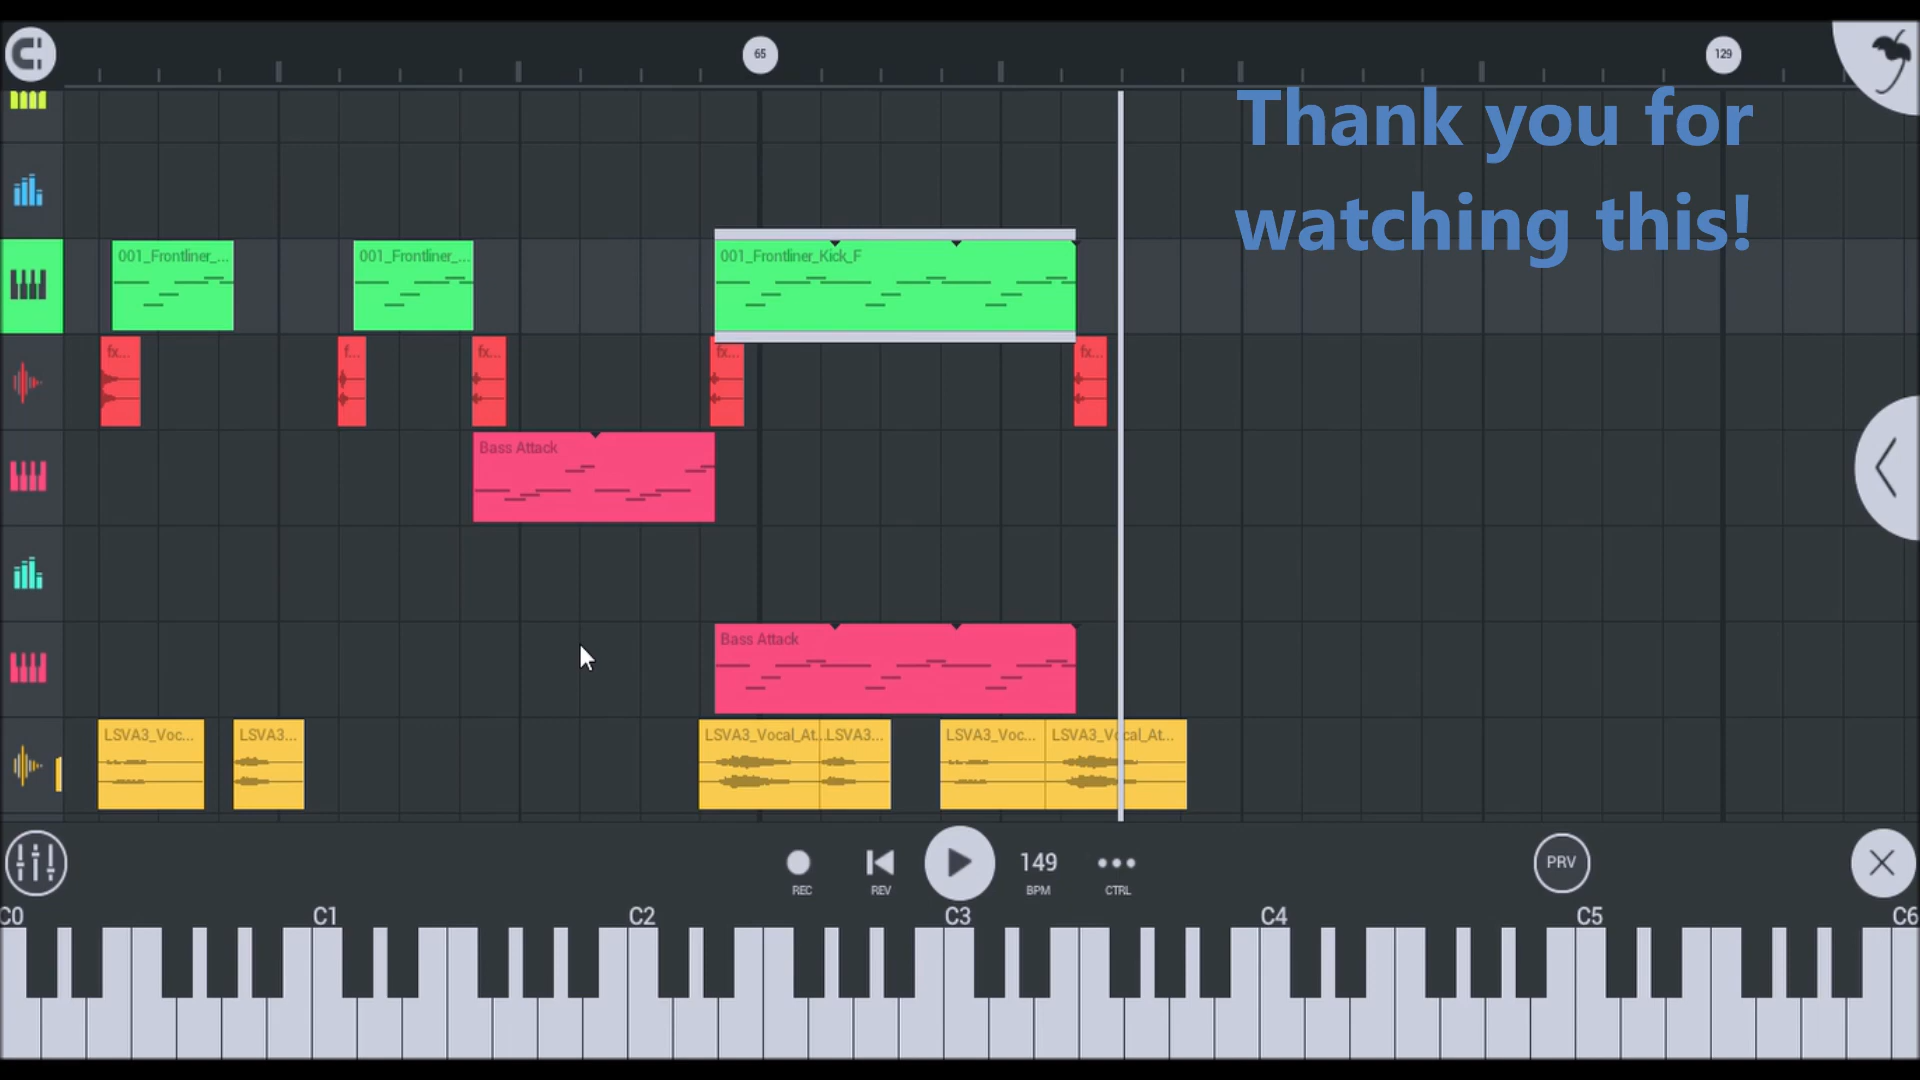 65
129
Thank you for
watching this!
001_Frontliner_...
001_Frontliner_...
001_Frontliner_Kick_F
fx...
f...
fx...
fx...
fx...
Bass Attack
Bass Attack
LSVA3_Voc...
LSVA3...
LSVA3_Vocal_At...
LSVA3...
LSVA3_Voc...
LSVA3_Vocal_At...
149
PRV
REC
REV
BPM
CTRL
C0
C1
C2
C3
C4
C5
C6